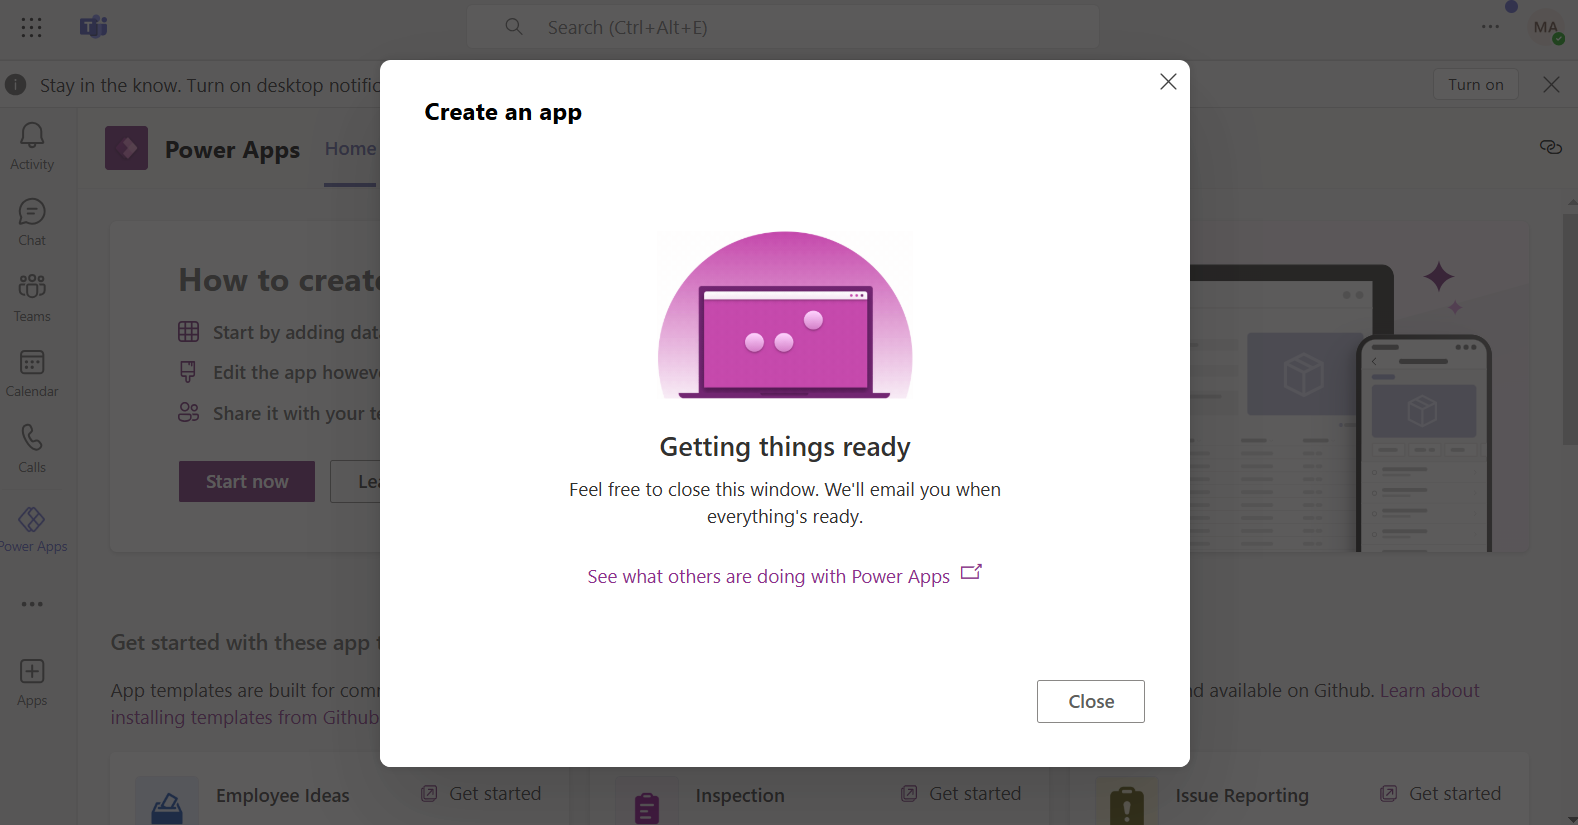 Search (Ctrl+Alt+E)
MA
Stay in the know. Turn on desktop notific
Turn on
Create an app
Activity
Power Apps
Home
Chat
How to create
Teams
Start by adding dat
Edit the app howev
Calendar
Share it with your te
Calls
Start now
Lea
Getting things ready
Feel free to close this window. We'll email you when
everything's ready.
Power Apps
See what others are doing with Power Apps
Get started with these app t
Apps
App templates are built for com
d available on Github. Learn about
installing templates from Github
Close
Employee Ideas
Get started
Inspection
Get started
Issue Reporting
Get started